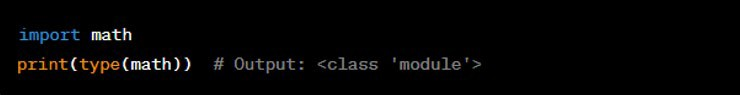 import math
print(type(math))  # Output: <class 'module'>